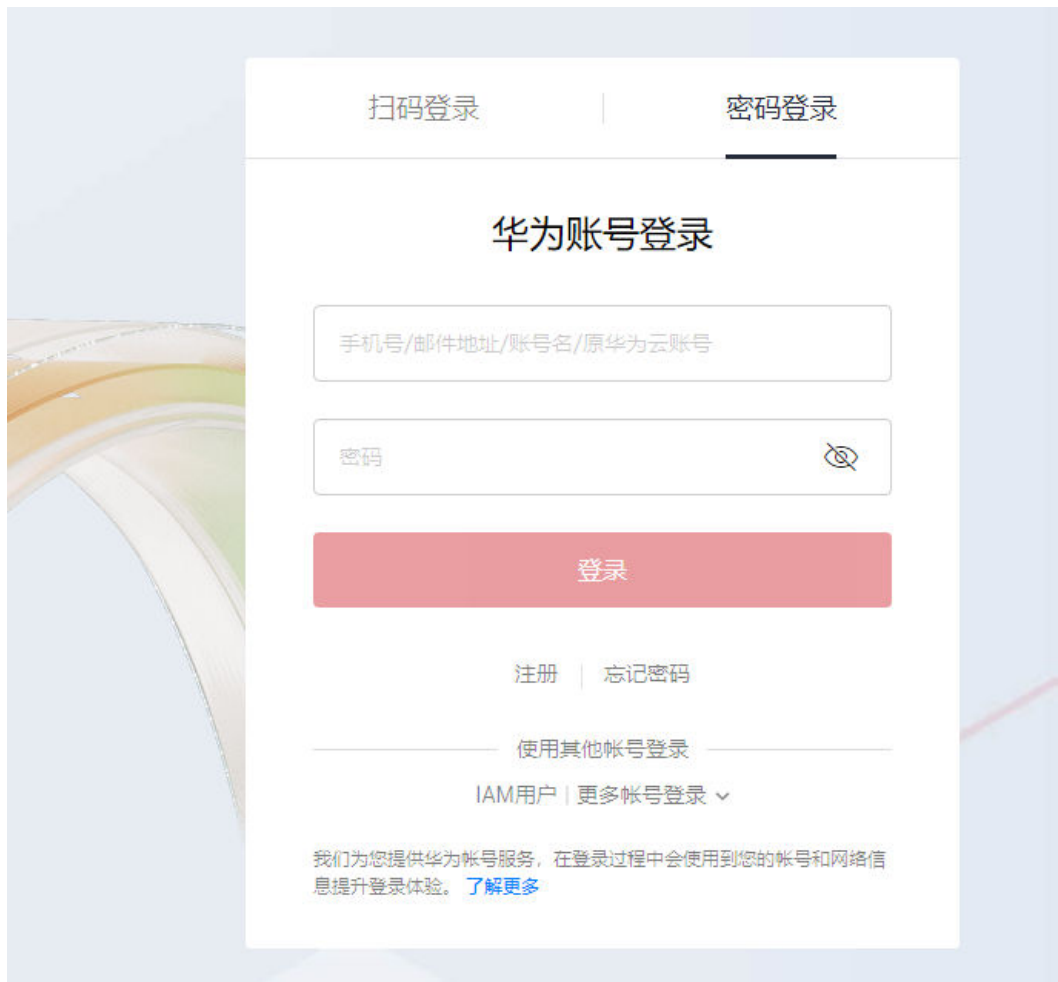 扫码登录
密码登录
华为账号登录
手机号/邮件地址/账号名/原华为云账号
密码
登录
注册 | 忘记密码
使用其他帐号登录
IAM用户 | 更多帐号登录
我们为您提供华为帐号服务，在登录过程中会使用到您的帐号和网络信
息提升登录体验。 了解更多